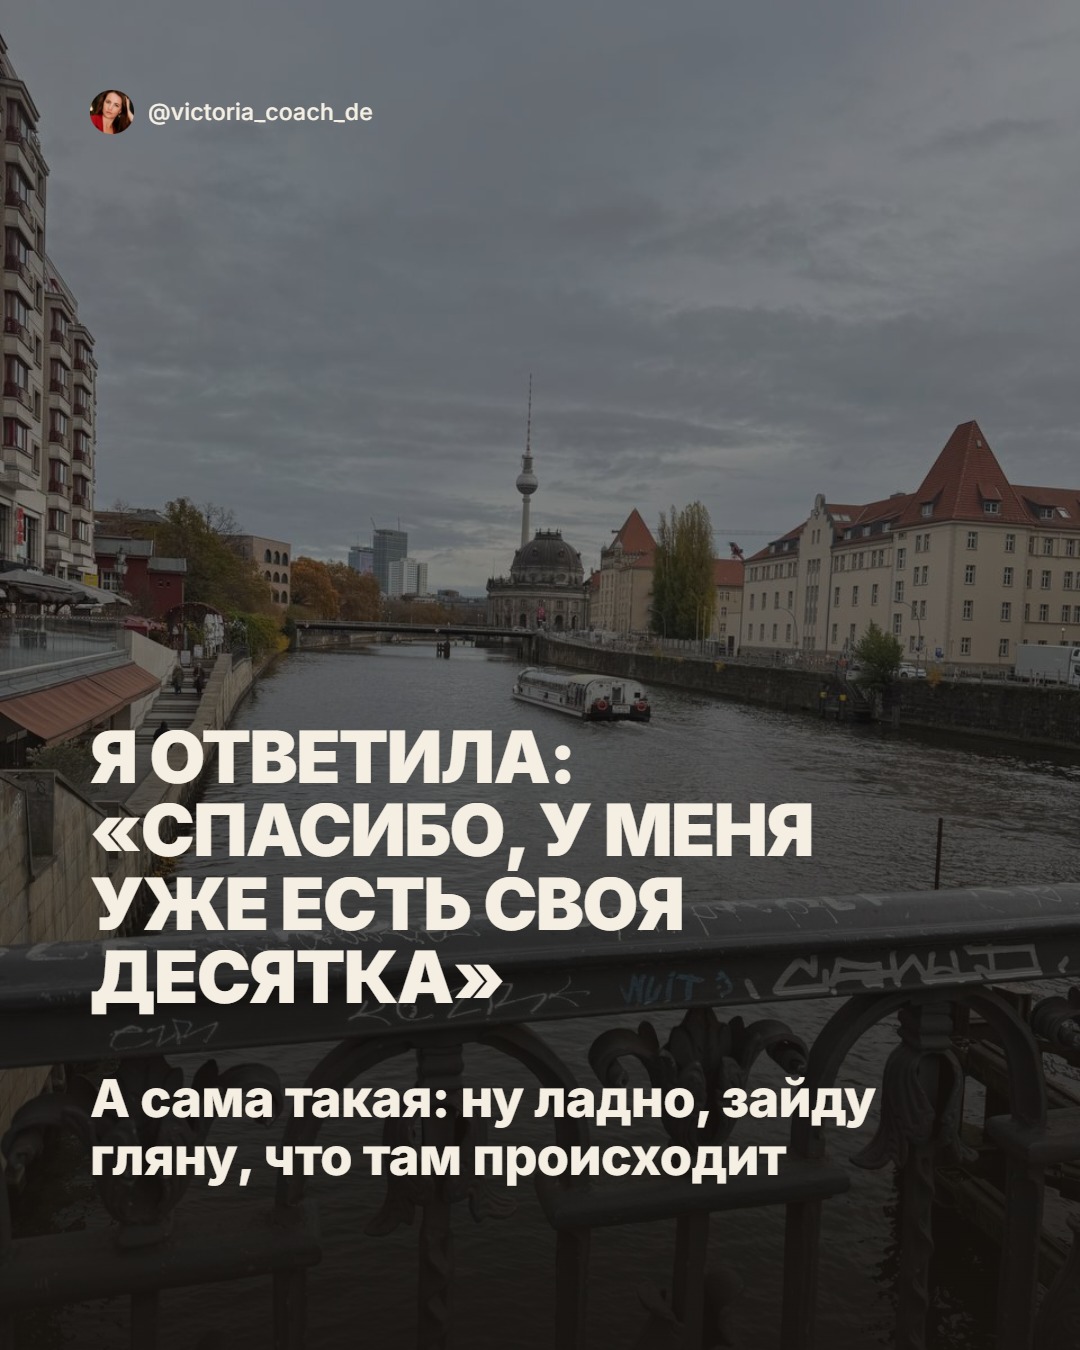 @victoria_coach_de
Я ОТВЕТИЛА:
«СПАСИБО, У МЕНЯ
УЖЕ ЕСТЬ СВОЯ
ДЕСЯТКА»
А сама такая: ну ладно, зайду
гляну, что там происходит